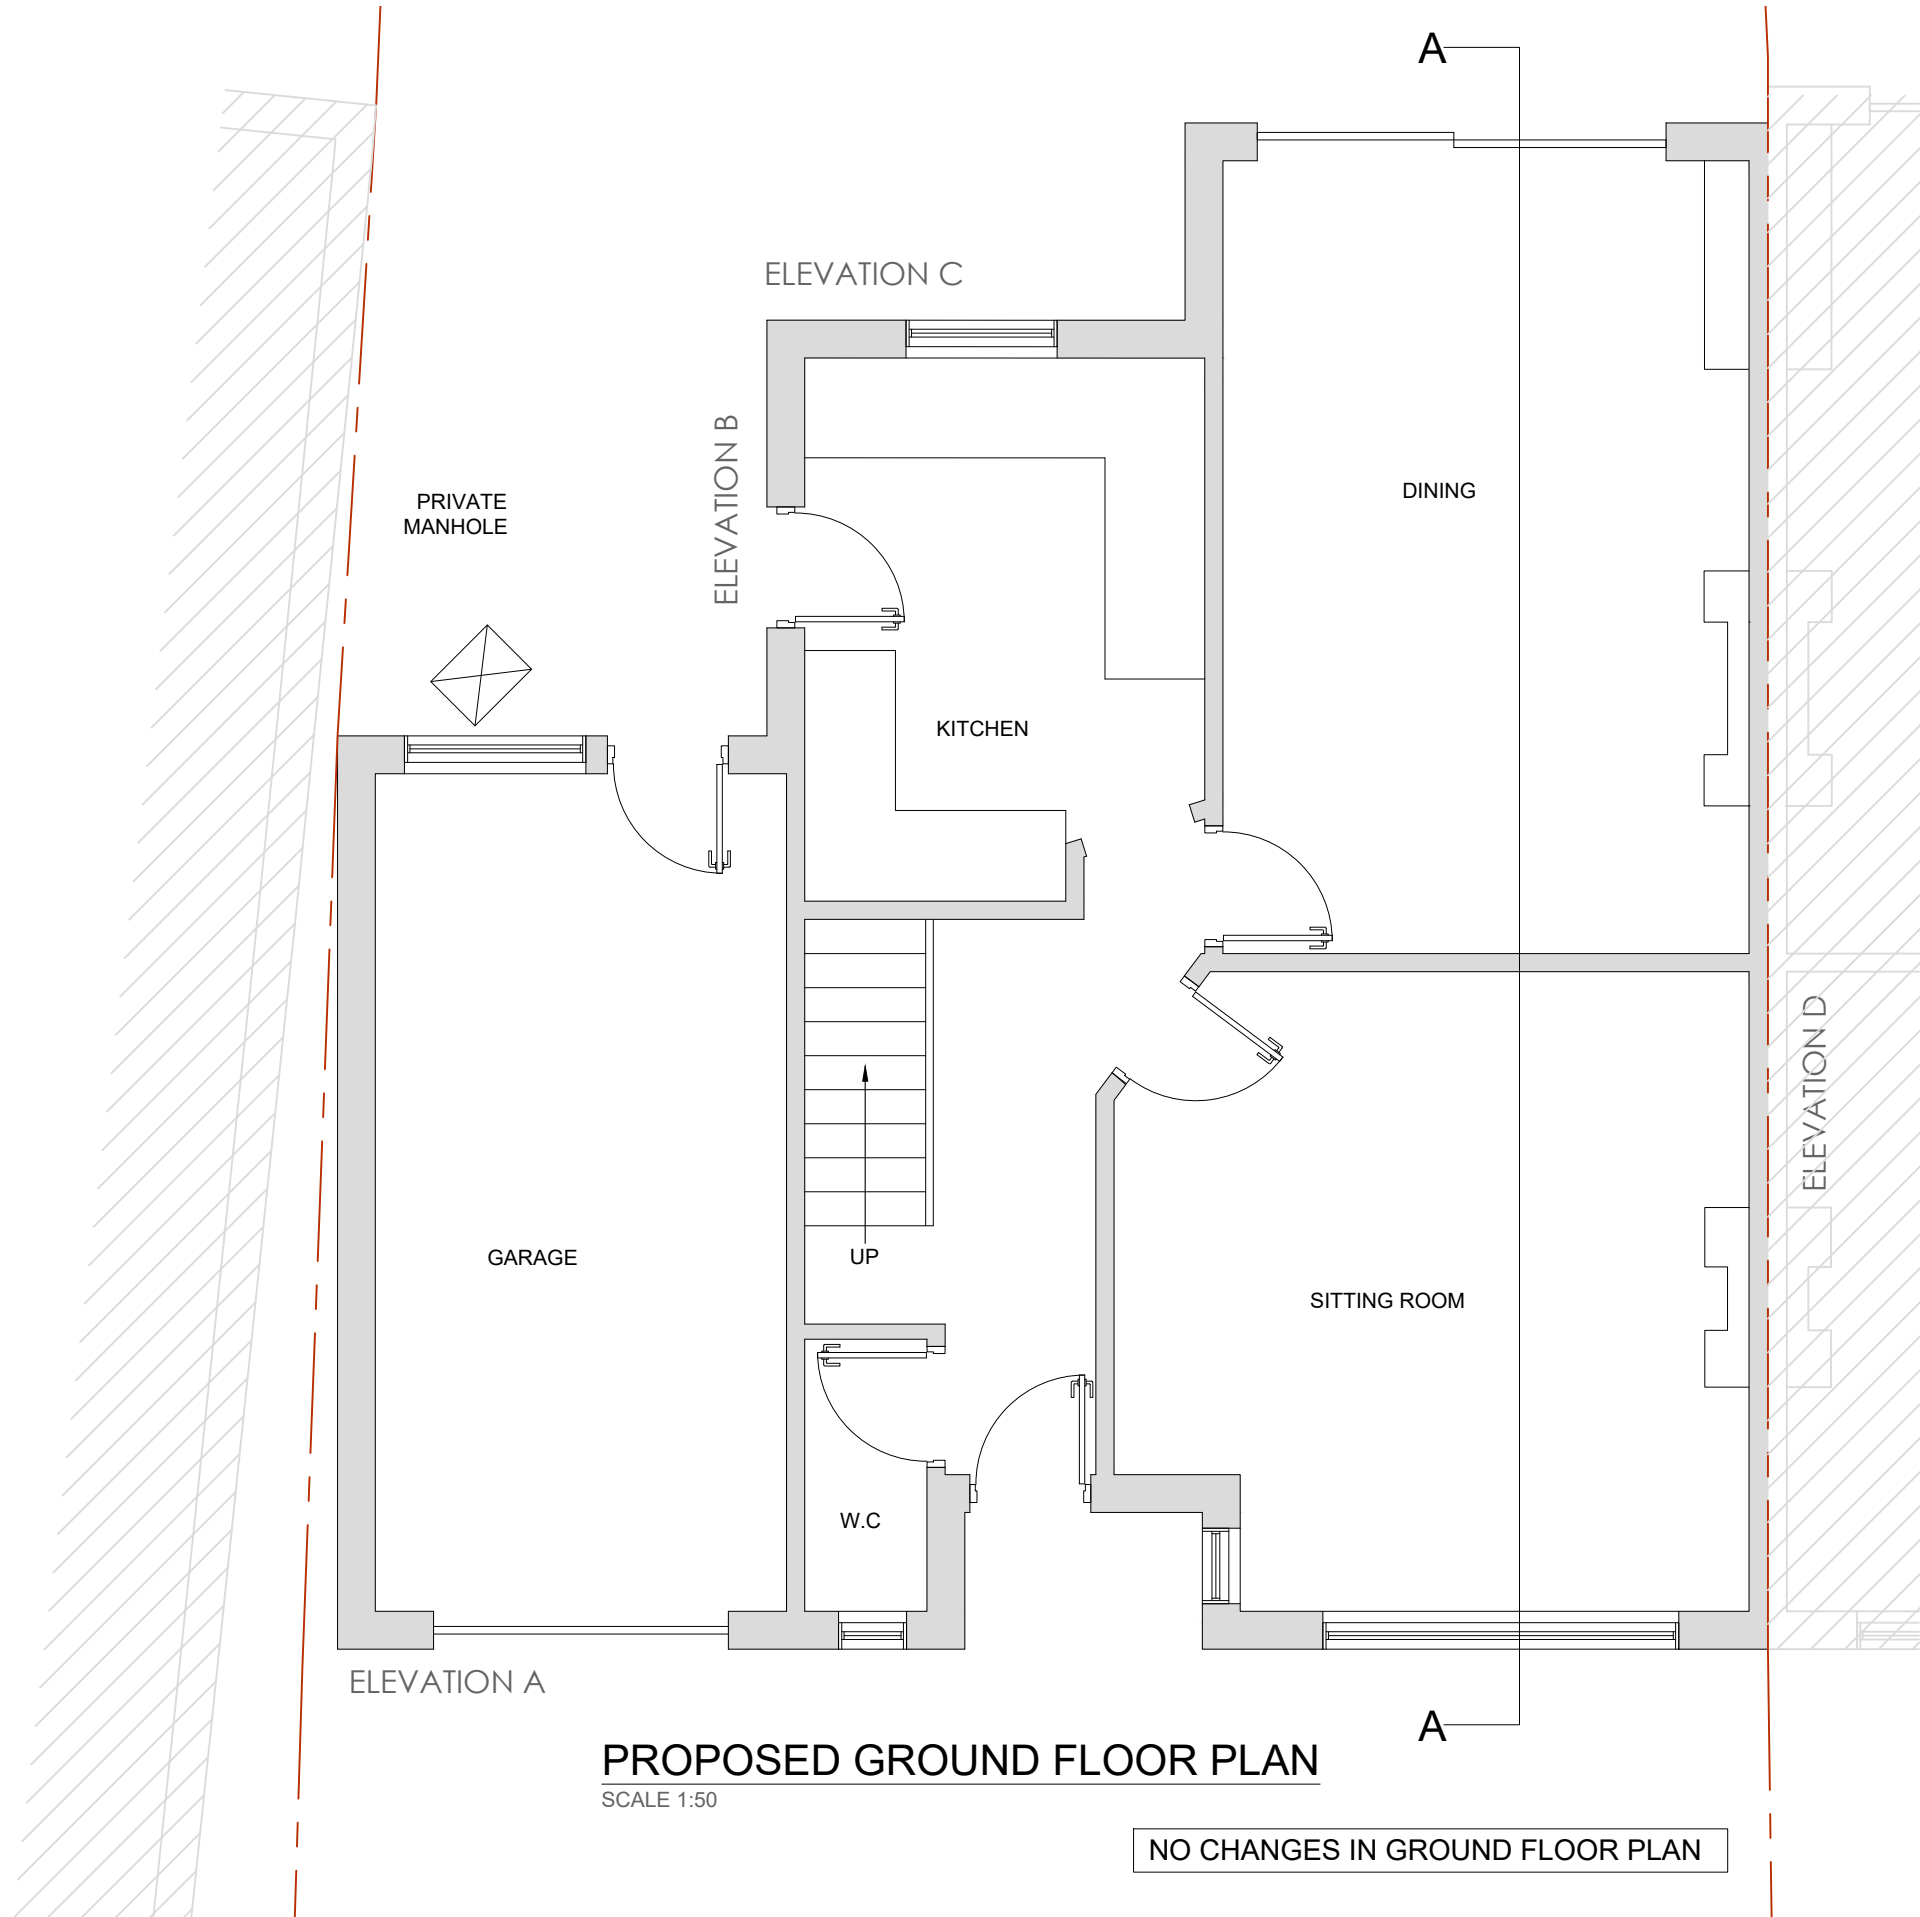 A
ELEVATION C
ELEVATION B
PRIVATE
MANHOLE
DINING
KITCHEN
ELEVATION D
GARAGE
UP
SITTING ROOM
W.C
ELEVATION A
A
PROPOSED GROUND FLOOR PLAN
SCALE 1:50
NO CHANGES IN GROUND FLOOR PLAN